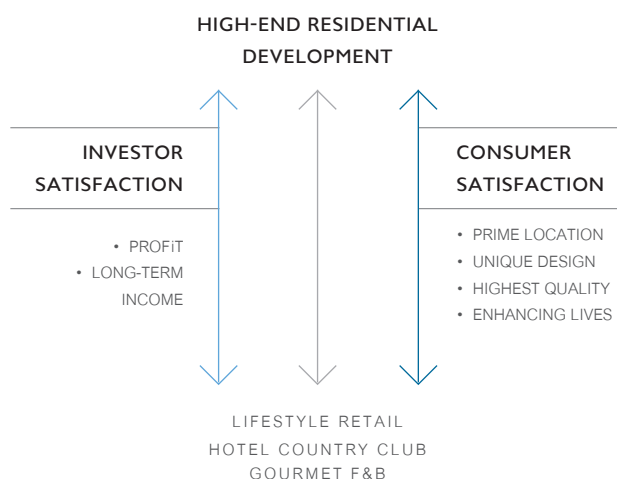 HIGH-END RESIDENTIAL
DEVELOPMENT
INVESTOR
SATISFACTION
• PROFiT
• LONG-TERM
INCOME
CONSUMER
SATISFACTION
• PRIME LOCATION
• UNIQUE DESIGN
• HIGHEST QUALITY
• ENHANCING LIVES
LIFESTYLE RETAIL
HOTEL COUNTRY CLUB
GOURMET F&B